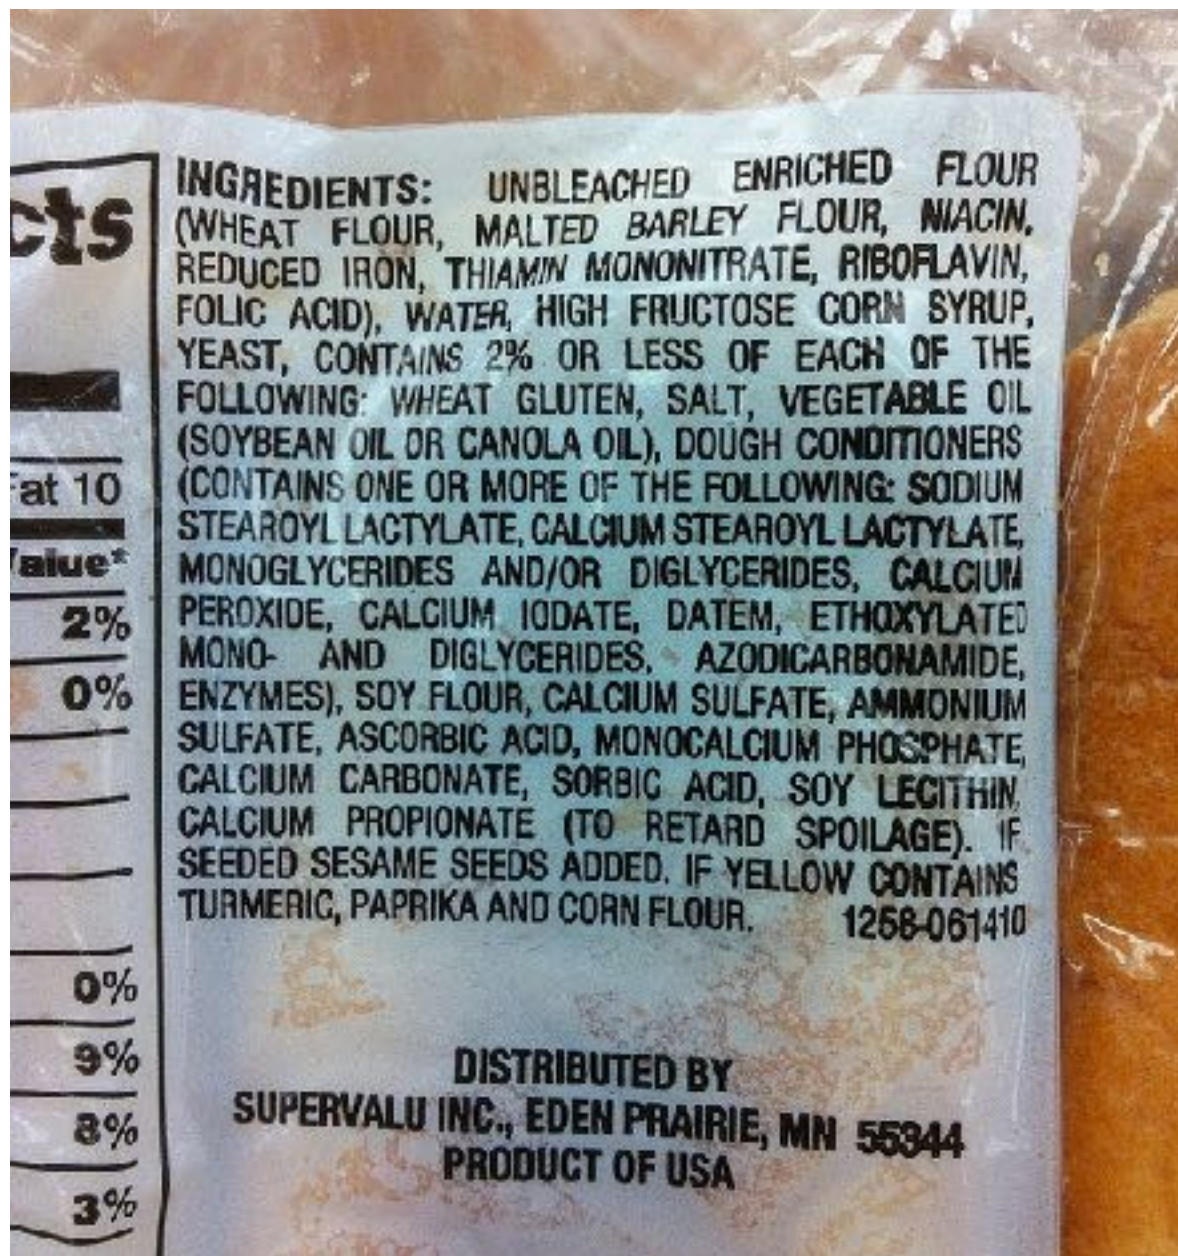 cts
Fat 10
Value*
2%
0%
0%
9%
8%
3%
INGREDIENTS: UNBLEACHED ENRICHED FLOUR
(WHEAT FLOUR, MALTED BARLEY FLOUR, NIACIN,
REDUCED IRON, THIAMIN MONONITRATE, RIBOFLAVIN,
FOLIC ACID), WATER, HIGH FRUCTOSE CORN SYRUP,
YEAST, CONTAINS 2% OR LESS OF EACH OF THE
FOLLOWING: WHEAT GLUTEN, SALT, VEGETABLE OIL
(SOYBEAN OIL OR CANOLA OIL), DOUGH CONDITIONERS
(CONTAINS ONE OR MORE OF THE FOLLOWING: SODIUM
STEAROYL LACTYLATE, CALCIUM STEAROYL LACTYLATE,
MONOGLYCERIDES AND/OR DIGLYCERIDES, CALCIUM
PEROXIDE, CALCIUM IODATE, DATEM, ETHOXYLATED
MONO- AND DIGLYCERIDES, AZODICARBONAMIDE,
ENZYMES), SOY FLOUR, CALCIUM SULFATE, AMMONIUM
SULFATE, ASCORBIC ACID, MONOCALCIUM PHOSPHATE,
CALCIUM CARBONATE, SORBIC ACID, SOY LECITHIN,
CALCIUM PROPIONATE (TO RETARD SPOILAGE). IF
SEEDED SESAME SEEDS ADDED. IF YELLOW CONTAINS
TURMERIC, PAPRIKA AND CORN FLOUR. 1258-061410
DISTRIBUTED BY
SUPERVALU INC., EDEN PRAIRIE, MN 55344
PRODUCT OF USA